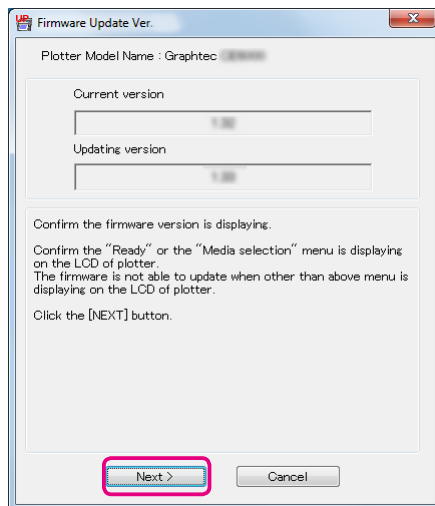 Firmware Update Ver.
Plotter Model Name : Graphtec
Current version
Updating version
Confirm the firmware version is displaying.
Confirm the "Ready" or the "Media selection" menu is displaying
on the LCD of plotter.
The firmware is not able to update when other than above menu is
displaying on the LCD of plotter.
Click the [NEXT] button.
Next >
Cancel